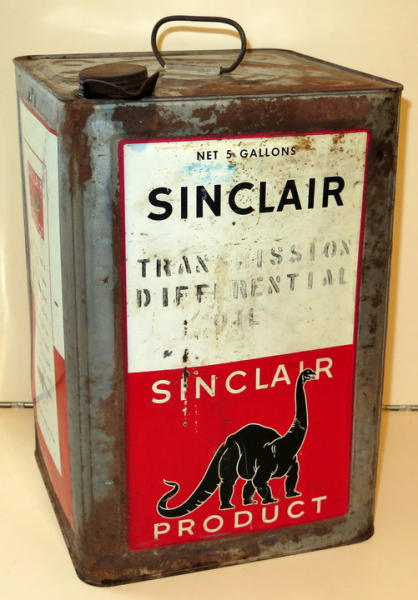 NET 5 GALLONS
SINCLAIR
TRANSMISSION
DIFFERENTIAL
OIL
SINCLAIR
PRODUCT